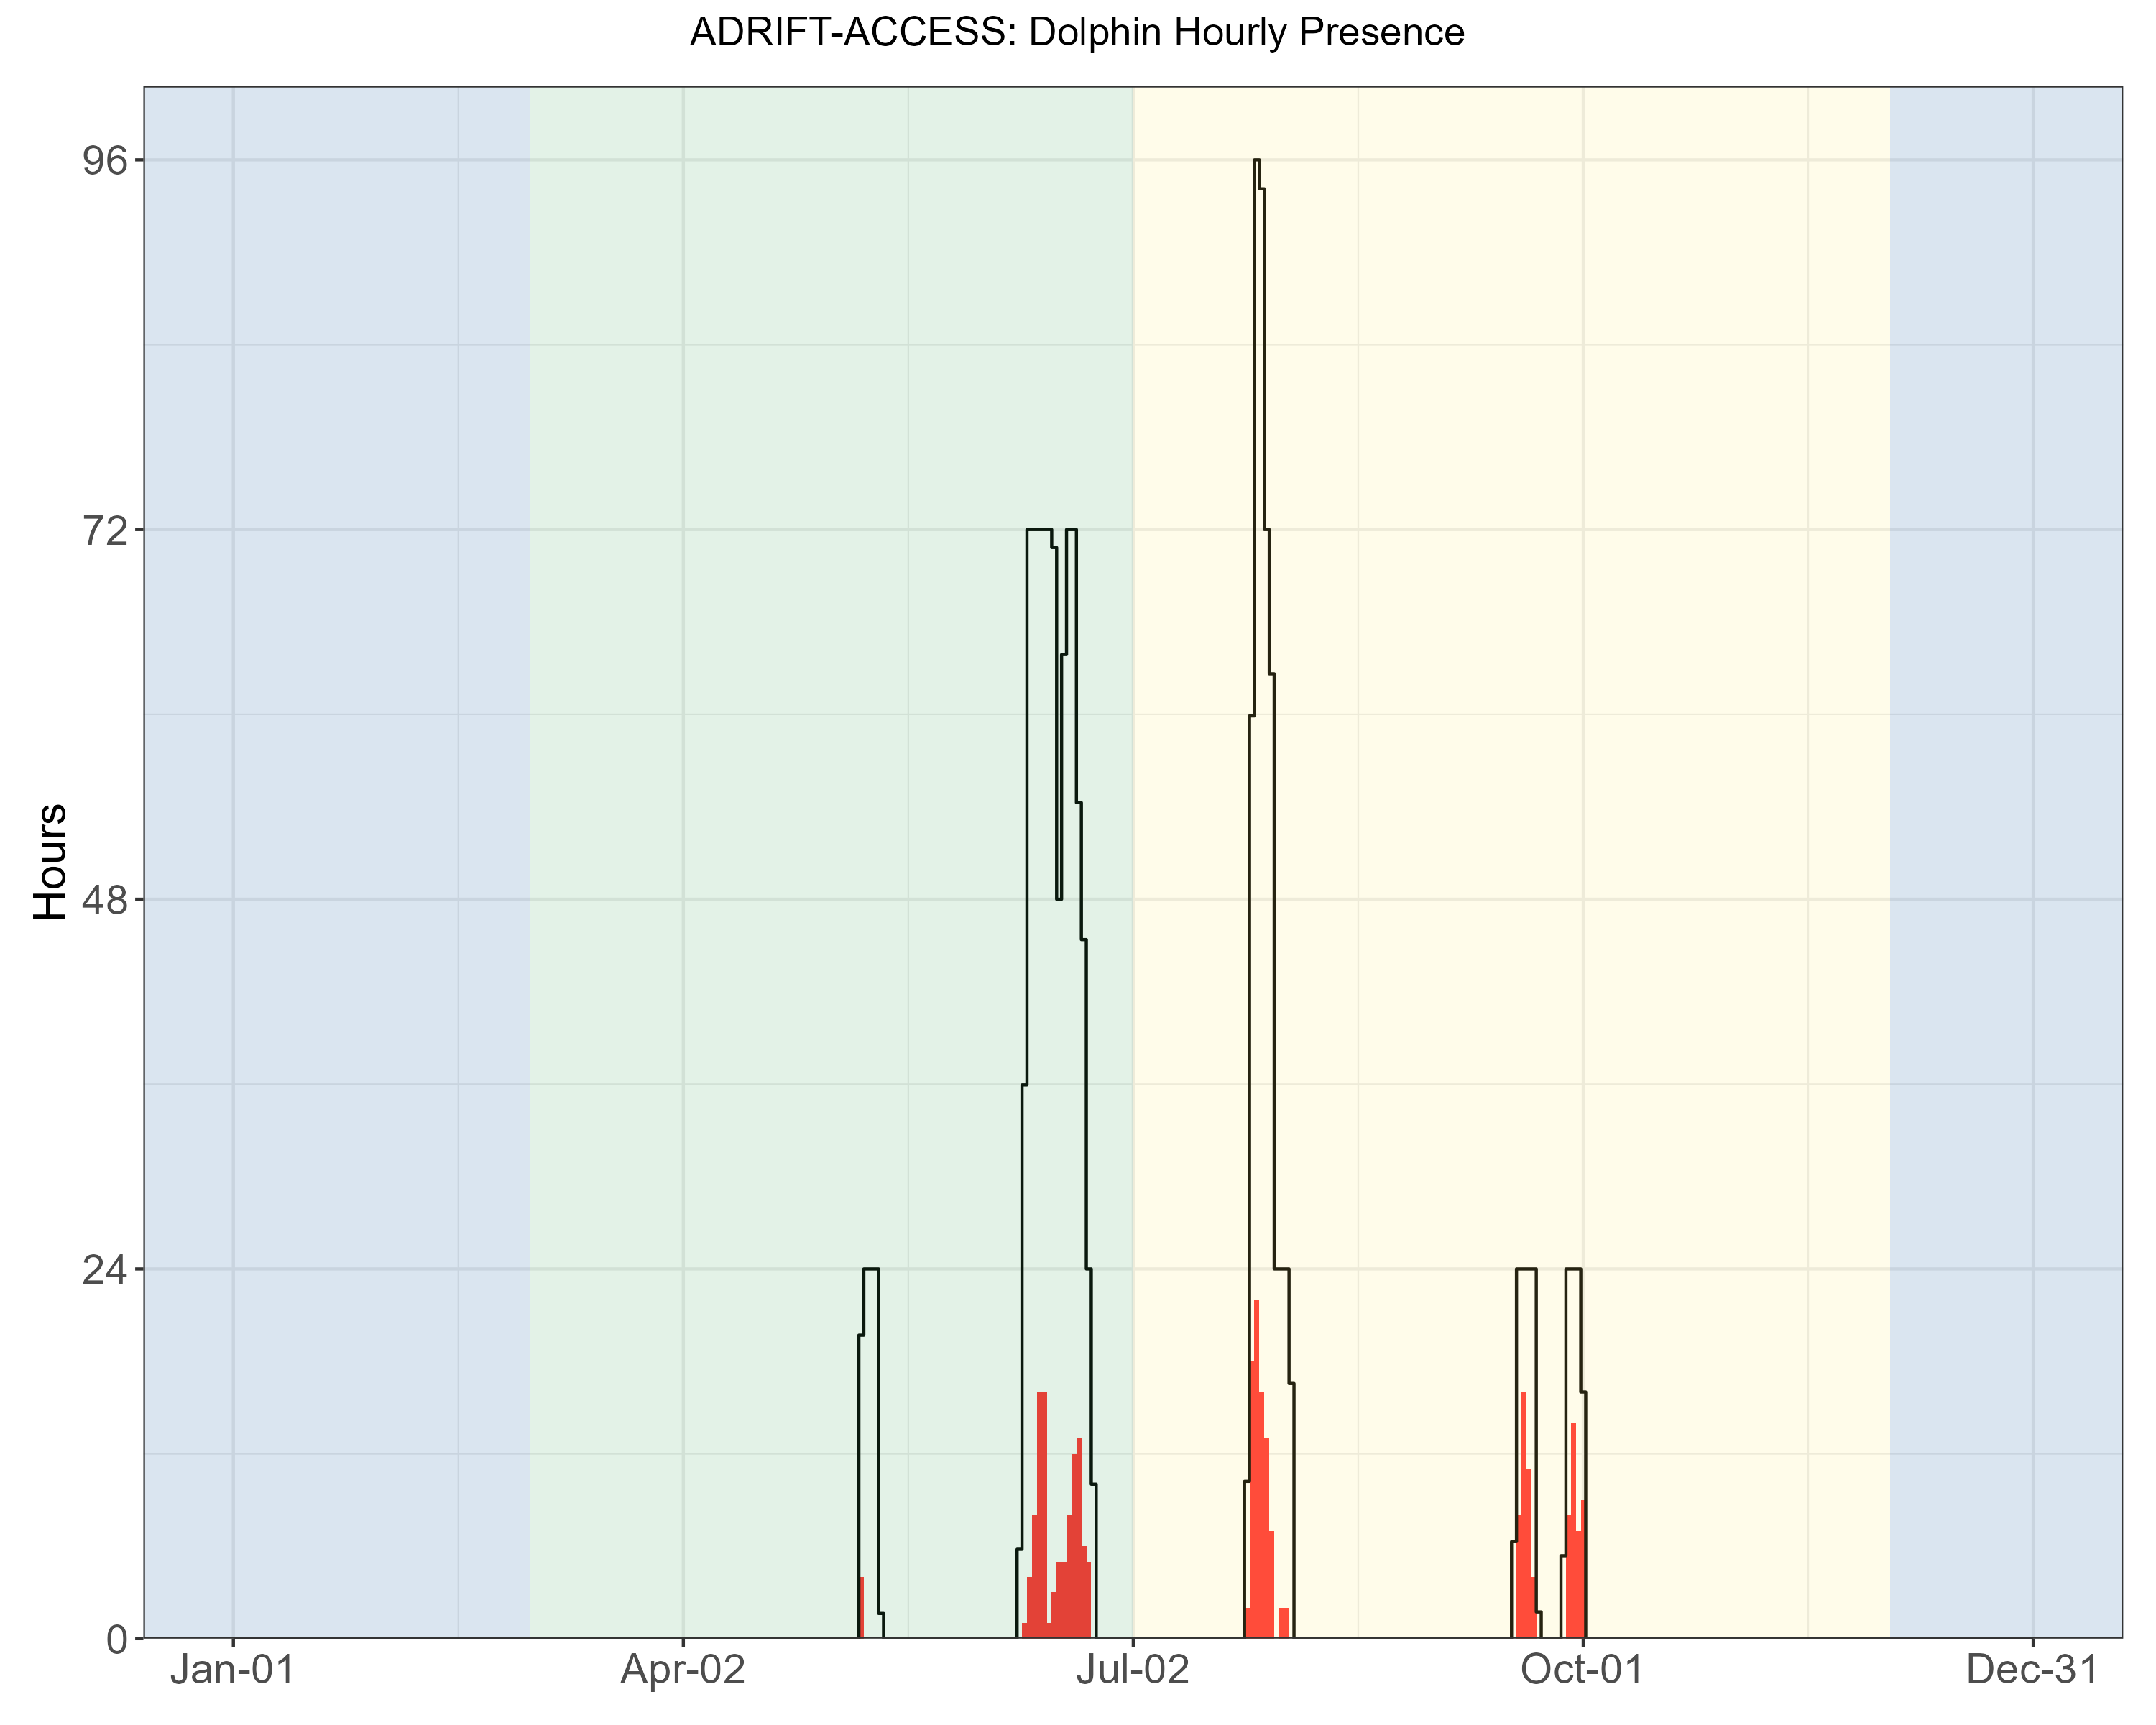 ADRIFT-ACCESS: Dolphin Hourly Presence
96
72
48
24
0
Hours
Jan-01 Apr-02 Jul-02 Oct-01 Dec-31